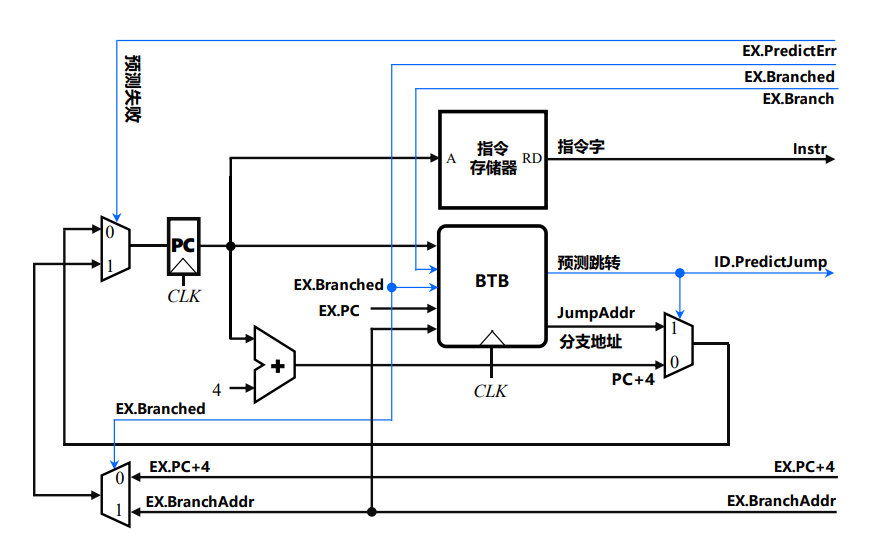 EX.PredictErr
EX.Branched
EX.Branch
预测失败
指令
存储器
A
RD
指令字
Instr
0
1
PC
CLK
BTB
预测跳转
ID.PredictJump
EX.Branched
EX.PC
JumpAddr
分支地址
1
0
+
4
CLK
PC+4
EX.Branched
0
1
EX.PC+4
EX.PC+4
EX.BranchAddr
EX.BranchAddr